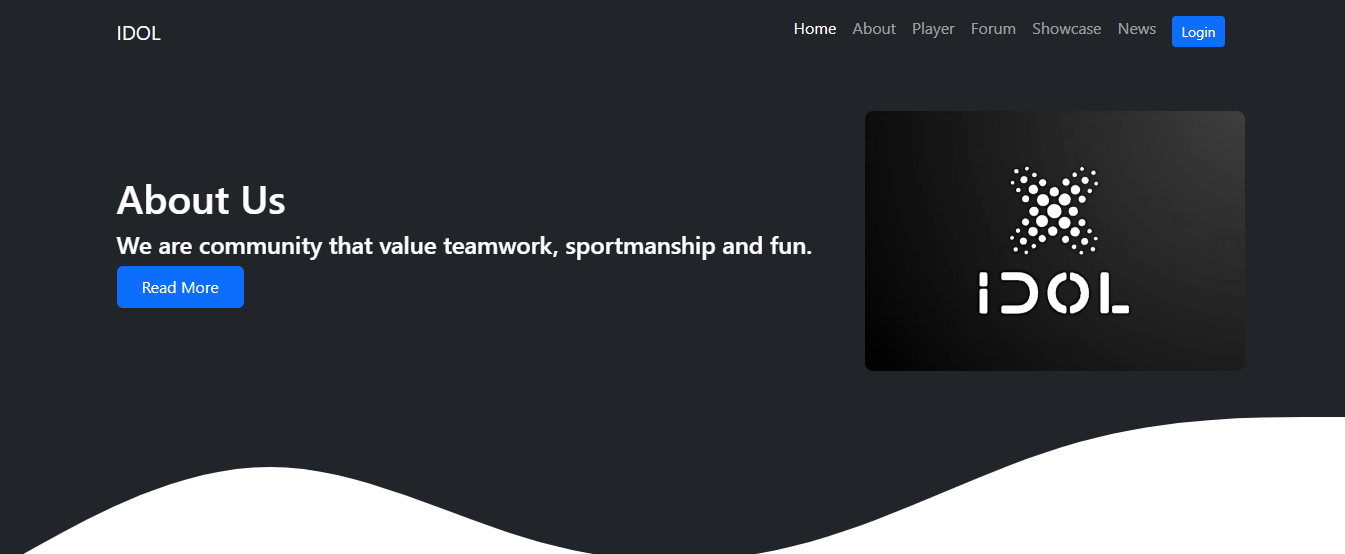 IDOL
Home About Player Forum Showcase News Login
About Us
We are community that value teamwork, sportmanship and fun.
Read More
IDOL